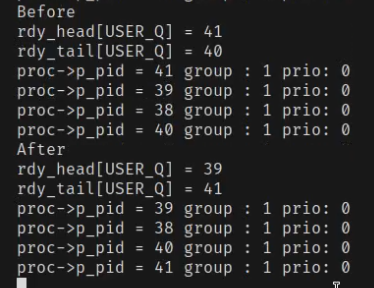 Before
rdy_head[USER_Q] = 41
rdy_tail[USER_Q] = 40
proc->p_pid = 41 group : 1 prio: 0
proc->p_pid = 39 group : 1 prio: 0
proc->p_pid = 38 group : 1 prio: 0
proc->p_pid = 40 group : 1 prio: 0
After
rdy_head[USER_Q] = 39
rdy_tail[USER_Q] = 41
proc->p_pid = 39 group : 1 prio: 0
proc->p_pid = 38 group : 1 prio: 0
proc->p_pid = 40 group : 1 prio: 0
proc->p_pid = 41 group : 1 prio: 0